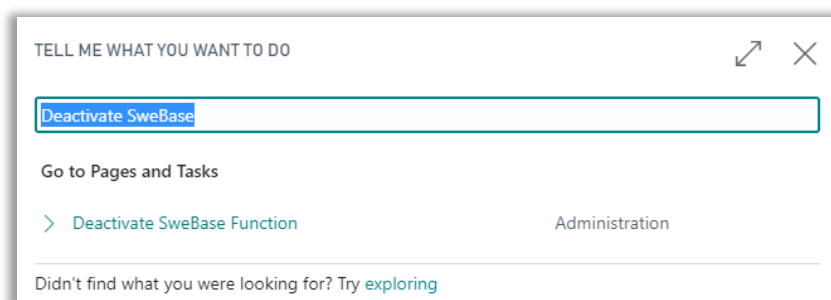 TELL ME WHAT YOU WANT TO DO
Deactivate SweBase
Go to Pages and Tasks
Deactivate SweBase Function Administration
Didn't find what you were looking for? Try exploring